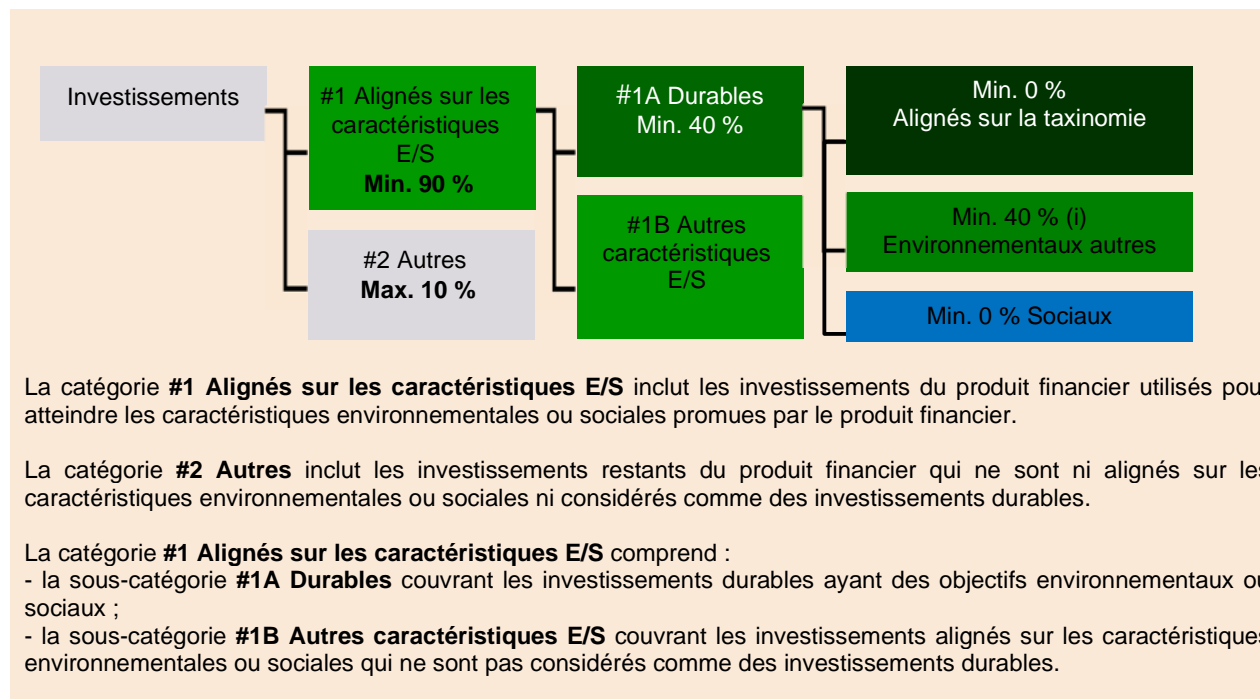 Investissements
#1 Alignés sur les
caractéristiques
E/S
Min. 90 %
#2 Autres
Max. 10 %
#1A Durables
Min. 40 %
#1B Autres
caractéristiques
E/S
Min. 0 %
Alignés sur la taxinomie
Min. 40 % (i)
Environnementaux autres
Min. 0 % Sociaux
La catégorie #1 Alignés sur les caractéristiques E/S inclut les investissements du produit financier utilisés pou
atteindre les caractéristiques environnementales ou sociales promues par le produit financier.
La catégorie #2 Autres inclut les investissements restants du produit financier qui ne sont ni alignés sur les
caractéristiques environnementales ou sociales ni considérés comme des investissements durables.
La catégorie #1 Alignés sur les caractéristiques E/S comprend :
- la sous-catégorie #1A Durables couvrant les investissements durables ayant des objectifs environnementaux ou
sociaux ;
- la sous-catégorie #1B Autres caractéristiques E/S couvrant les investissements alignés sur les caractéristiques
environnementales ou sociales qui ne sont pas considérés comme des investissements durables.